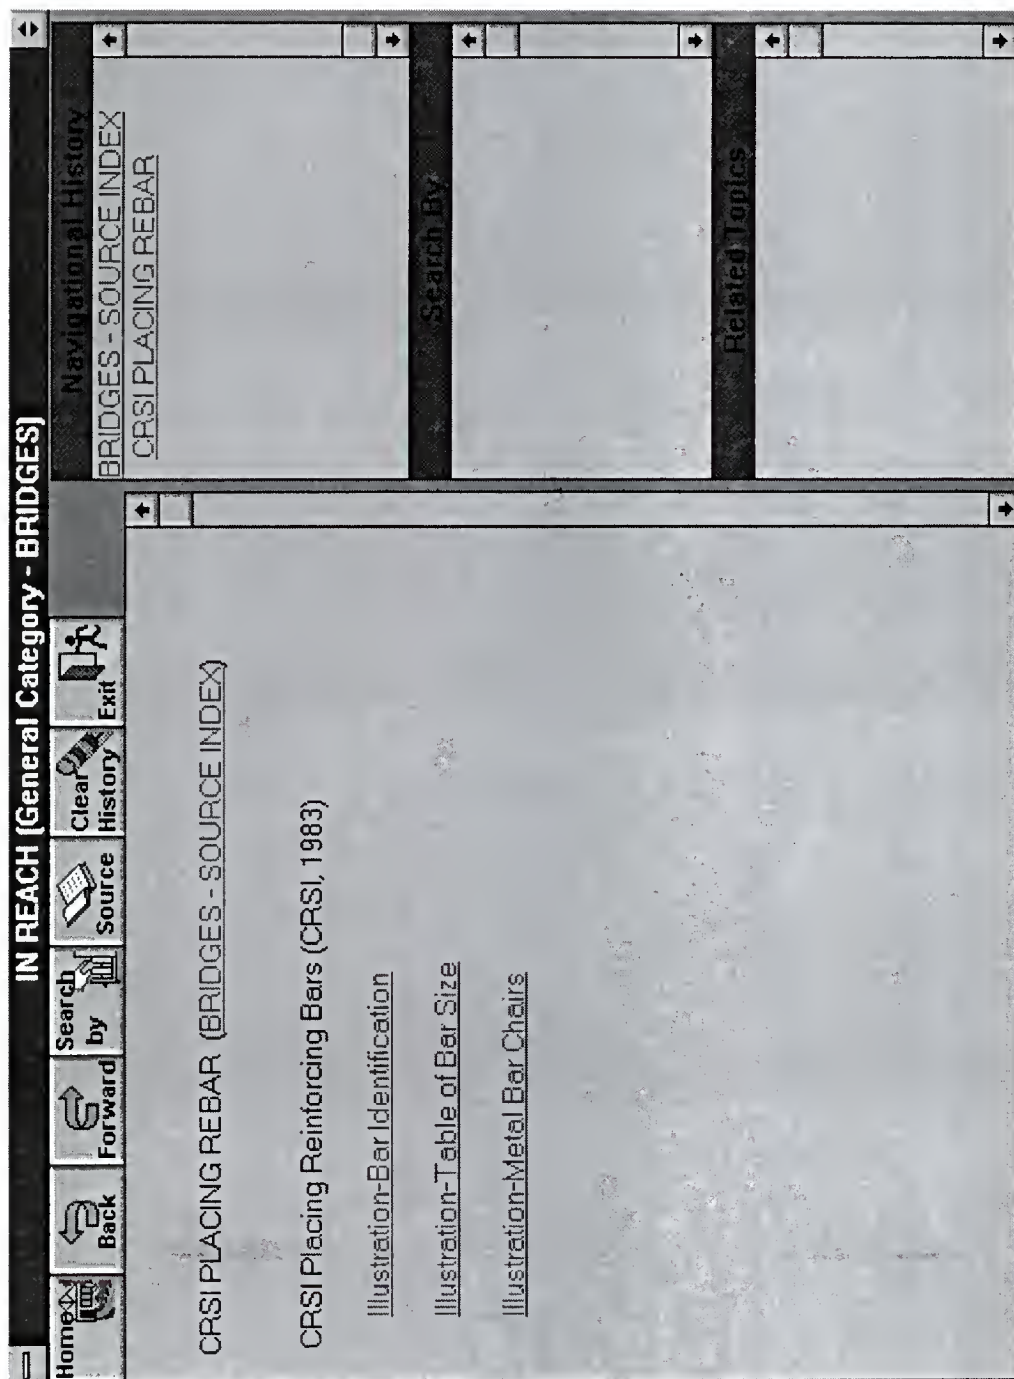 IN REACH (General Category - BRIDGES)
Home
Back
Forward
Search
by
Source
Clear
History
Exit
CRSI PLACING REBAR (BRIDGES - SOURCE INDEX)
CRSI Placing Reinforcing Bars (CRSI, 1983)
Illustration-Bar Identification
Illustration-Table of Bar Size
Illustration-Metal Bar Chairs
Navigational History
BRIDGES - SOURCE INDEX
CRSI PLACING REBAR
Search By
Related Topics